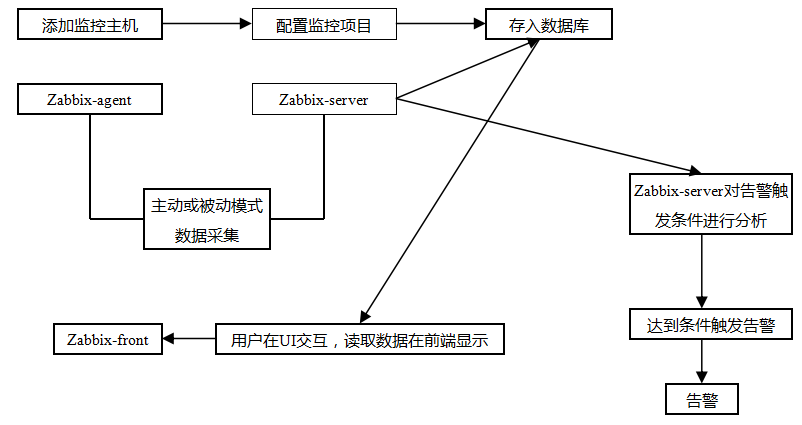 添加监控主机
配置监控项目
存入数据库
Zabbix-agent
Zabbix-server
主动或被动模式
数据采集
Zabbix-server对告警触
发条件进行分析
Zabbix-front
用户在UI交互，读取数据在前端显示
达到条件触发告警
告警